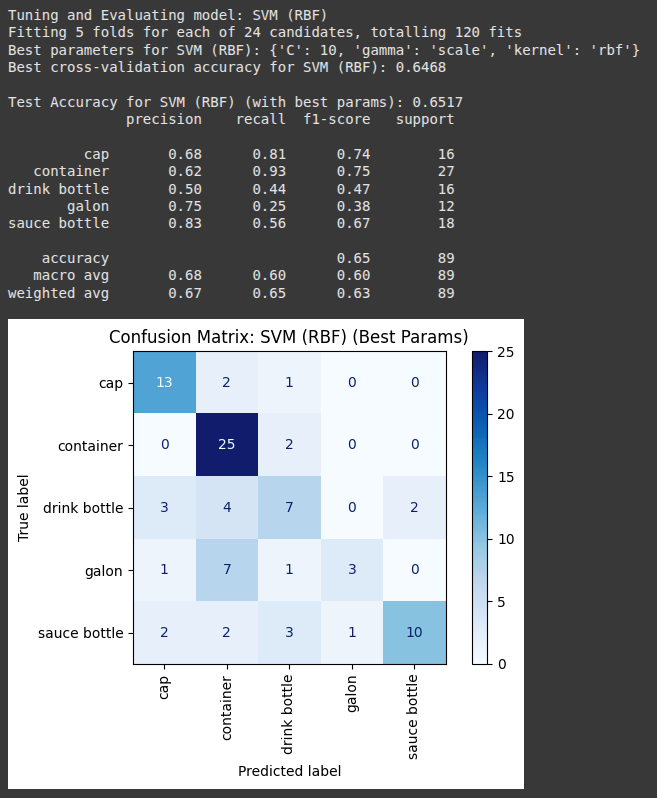 Tuning and Evaluating model: SVM (RBF)
Fitting 5 folds for each of 24 candidates, totalling 120 fits
Best parameters for SVM (RBF): {'C': 10, 'gamma': 'scale', 'kernel': 'rbf'}
Best cross-validation accuracy for SVM (RBF): 0.6468
Test Accuracy for SVM (RBF) (with best params): 0.6517
precision recall f1-score support
cap 0.68 0.81 0.74 16
container 0.62 0.93 0.75 27
drink bottle 0.50 0.44 0.47 16
galon 0.75 0.25 0.38 12
sauce bottle 0.83 0.56 0.67 18
accuracy 0.65 89
macro avg 0.68 0.60 0.60 89
weighted avg 0.67 0.65 0.63 89
Confusion Matrix: SVM (RBF) (Best Params)
True label
cap 13 2 1 0 0
container 0 25 2 0 0
drink bottle 3 4 7 0 2
galon 1 7 1 3 0
sauce bottle 2 2 3 1 10
cap
container
drink bottle
galon
sauce bottle
Predicted label
25
20
15
10
5
0